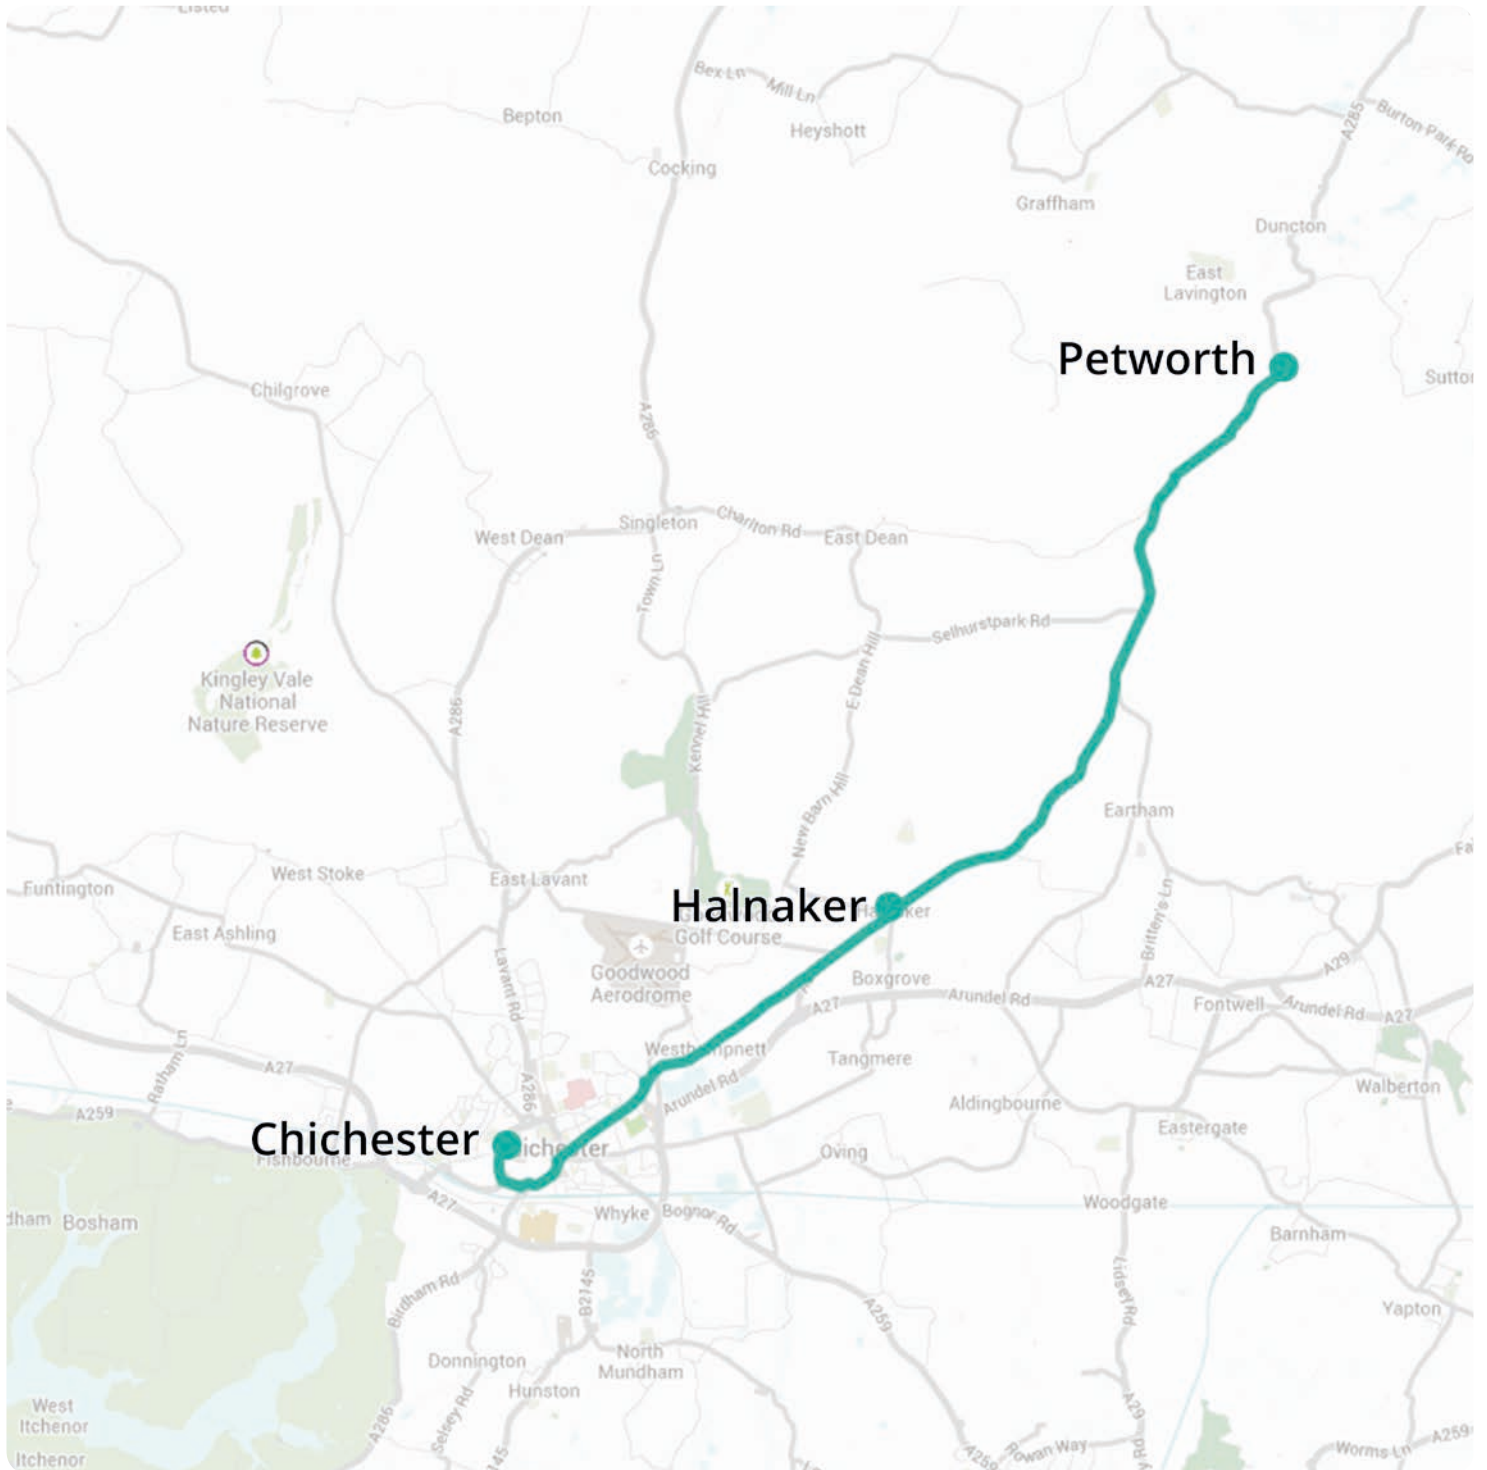 Listed
Bex Ln
Mill Ln
Bepton
Heyshott
Cocking
A285
Burton Park Rd
Graffham
Duncton
East
Lavington
Petworth
Chilgrove
Sutton
A286
Singleton
Charlton Rd
West Dean
East Dean
Town Ln
Selhurstpark Rd
E Dean Hill
Kingley Vale
National
Nature Reserve
A286
Kennel Hill
New Barn Hill
Eartham
West Stoke
East Lavant
Funtington
Halnaker
Golf Course
East Ashling
Britten's Ln
Lavant Rd
Goodwood
Aerodrome
Boxgrove
A27
Arundel Rd
A27
A29
Fontwell
Arundel Rd
A27
Westhampnett
Tangmere
Ratham Ln
A27
A286
Arundel Rd
Walberton
A259
Aldingbourne
Eastergate
Chichester
Fishbourne
Oving
A27
Woodgate
dham
Bosham
Whyke
Bognor Rd
Barnham
Birdham Rd
B2145
Lidsey Rd
A259
Yapton
Donnington
North
Mundham
Hunston
West
Itchenor
Itchenor
A286
Selsey Rd
A29
Rowan Way
A259
Worms Ln
A259